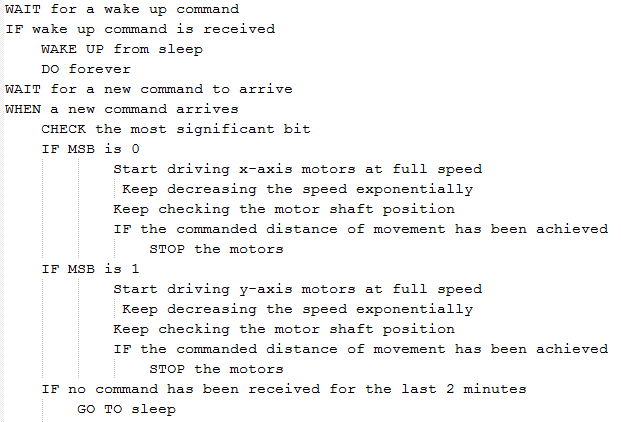 WAIT for a wake up command
IF wake up command is received
WAKE UP from sleep
DO forever
WAIT for a new command to arrive
WHEN a new command arrives
CHECK the most significant bit
IF MSB is 0
Start driving x-axis motors at full speed
Keep decreasing the speed exponentially
Keep checking the motor shaft position
IF the commanded distance of movement has been achieved
STOP the motors
IF MSB is 1
Start driving y-axis motors at full speed
Keep decreasing the speed exponentially
Keep checking the motor shaft position
IF the commanded distance of movement has been achieved
STOP the motors
IF no command has been received for the last 2 minutes
GO TO sleep